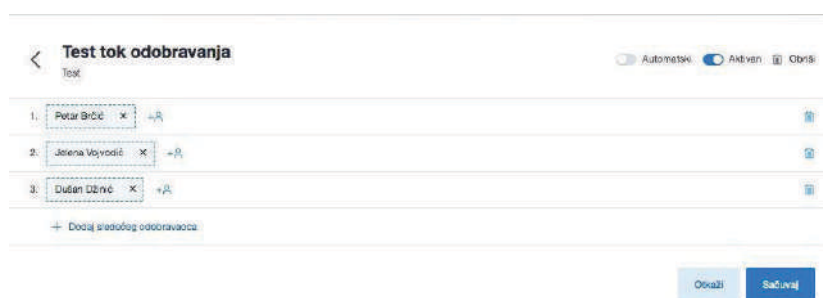 Test tok odobravanja
Test
Automatski Aktivan Obriši
1. Petar Brčić ×
2. Jelena Vojvodić ×
3. Dušan Džinić ×
+ Dodaj sledećeg odobravaoca
Otkaži Sačuvaj